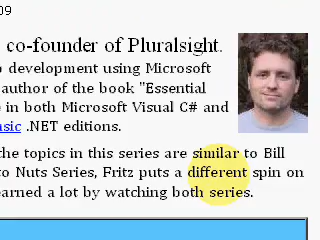 09
co-founder of Pluralsight.
development using Microsoft
author of the book "Essential
in both Microsoft Visual C# and
asic .NET editions.
the topics in this series are similar to Bill
to Nuts Series, Fritz puts a different spin on
earned a lot by watching both series.